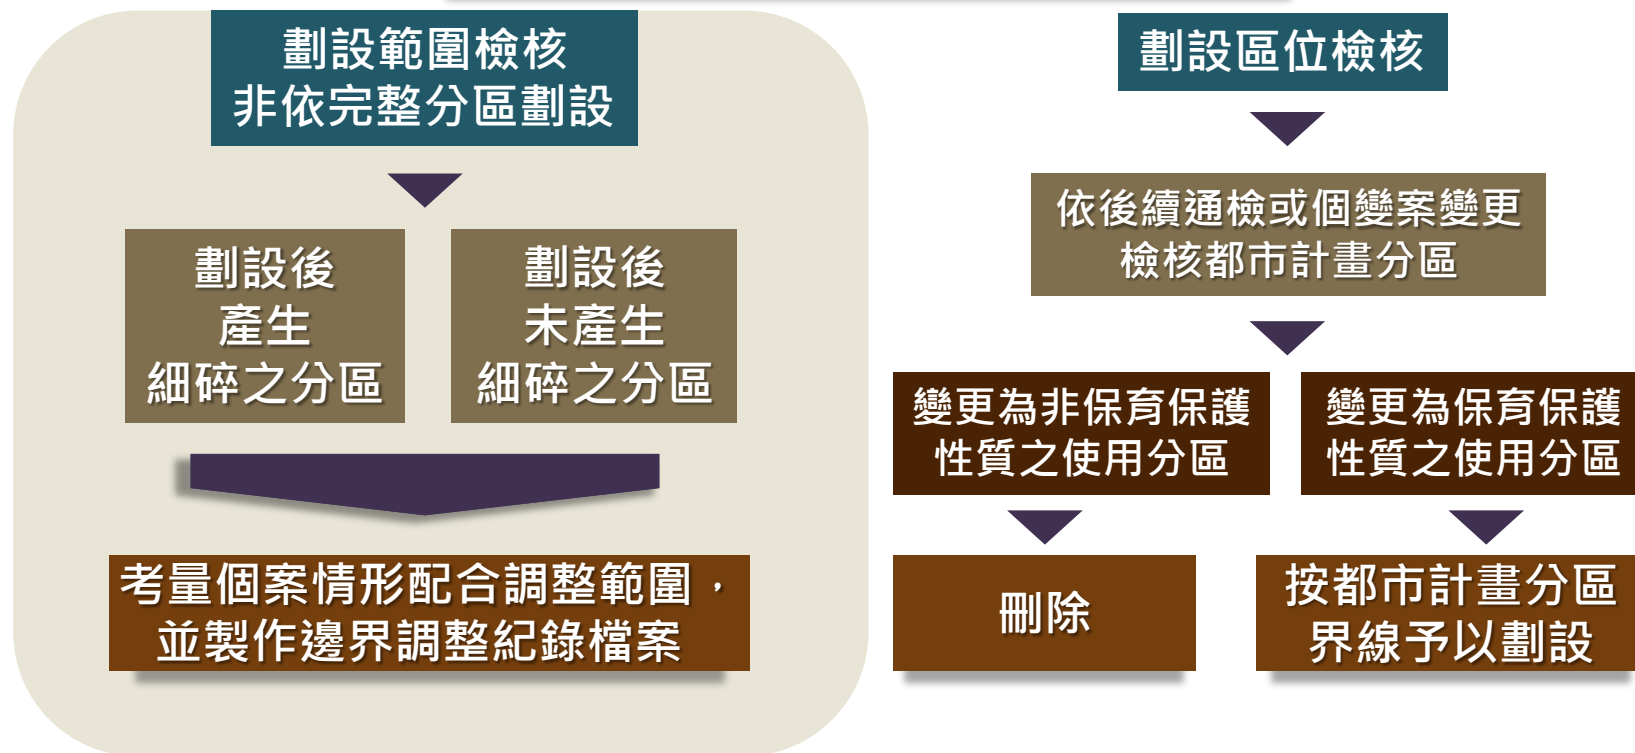 劃設範圍檢核
非依完整分區劃設
劃設後
產生
細碎之分區
劃設後
未產生
細碎之分區
考量個案情形配合調整範圍，
並製作邊界調整紀錄檔案
劃設區位檢核
依後續通檢或個變案變更
檢核都市計畫分區
變更為非保育保護
性質之使用分區
變更為保育保護
性質之使用分區
刪除
按都市計畫分區
界線予以劃設